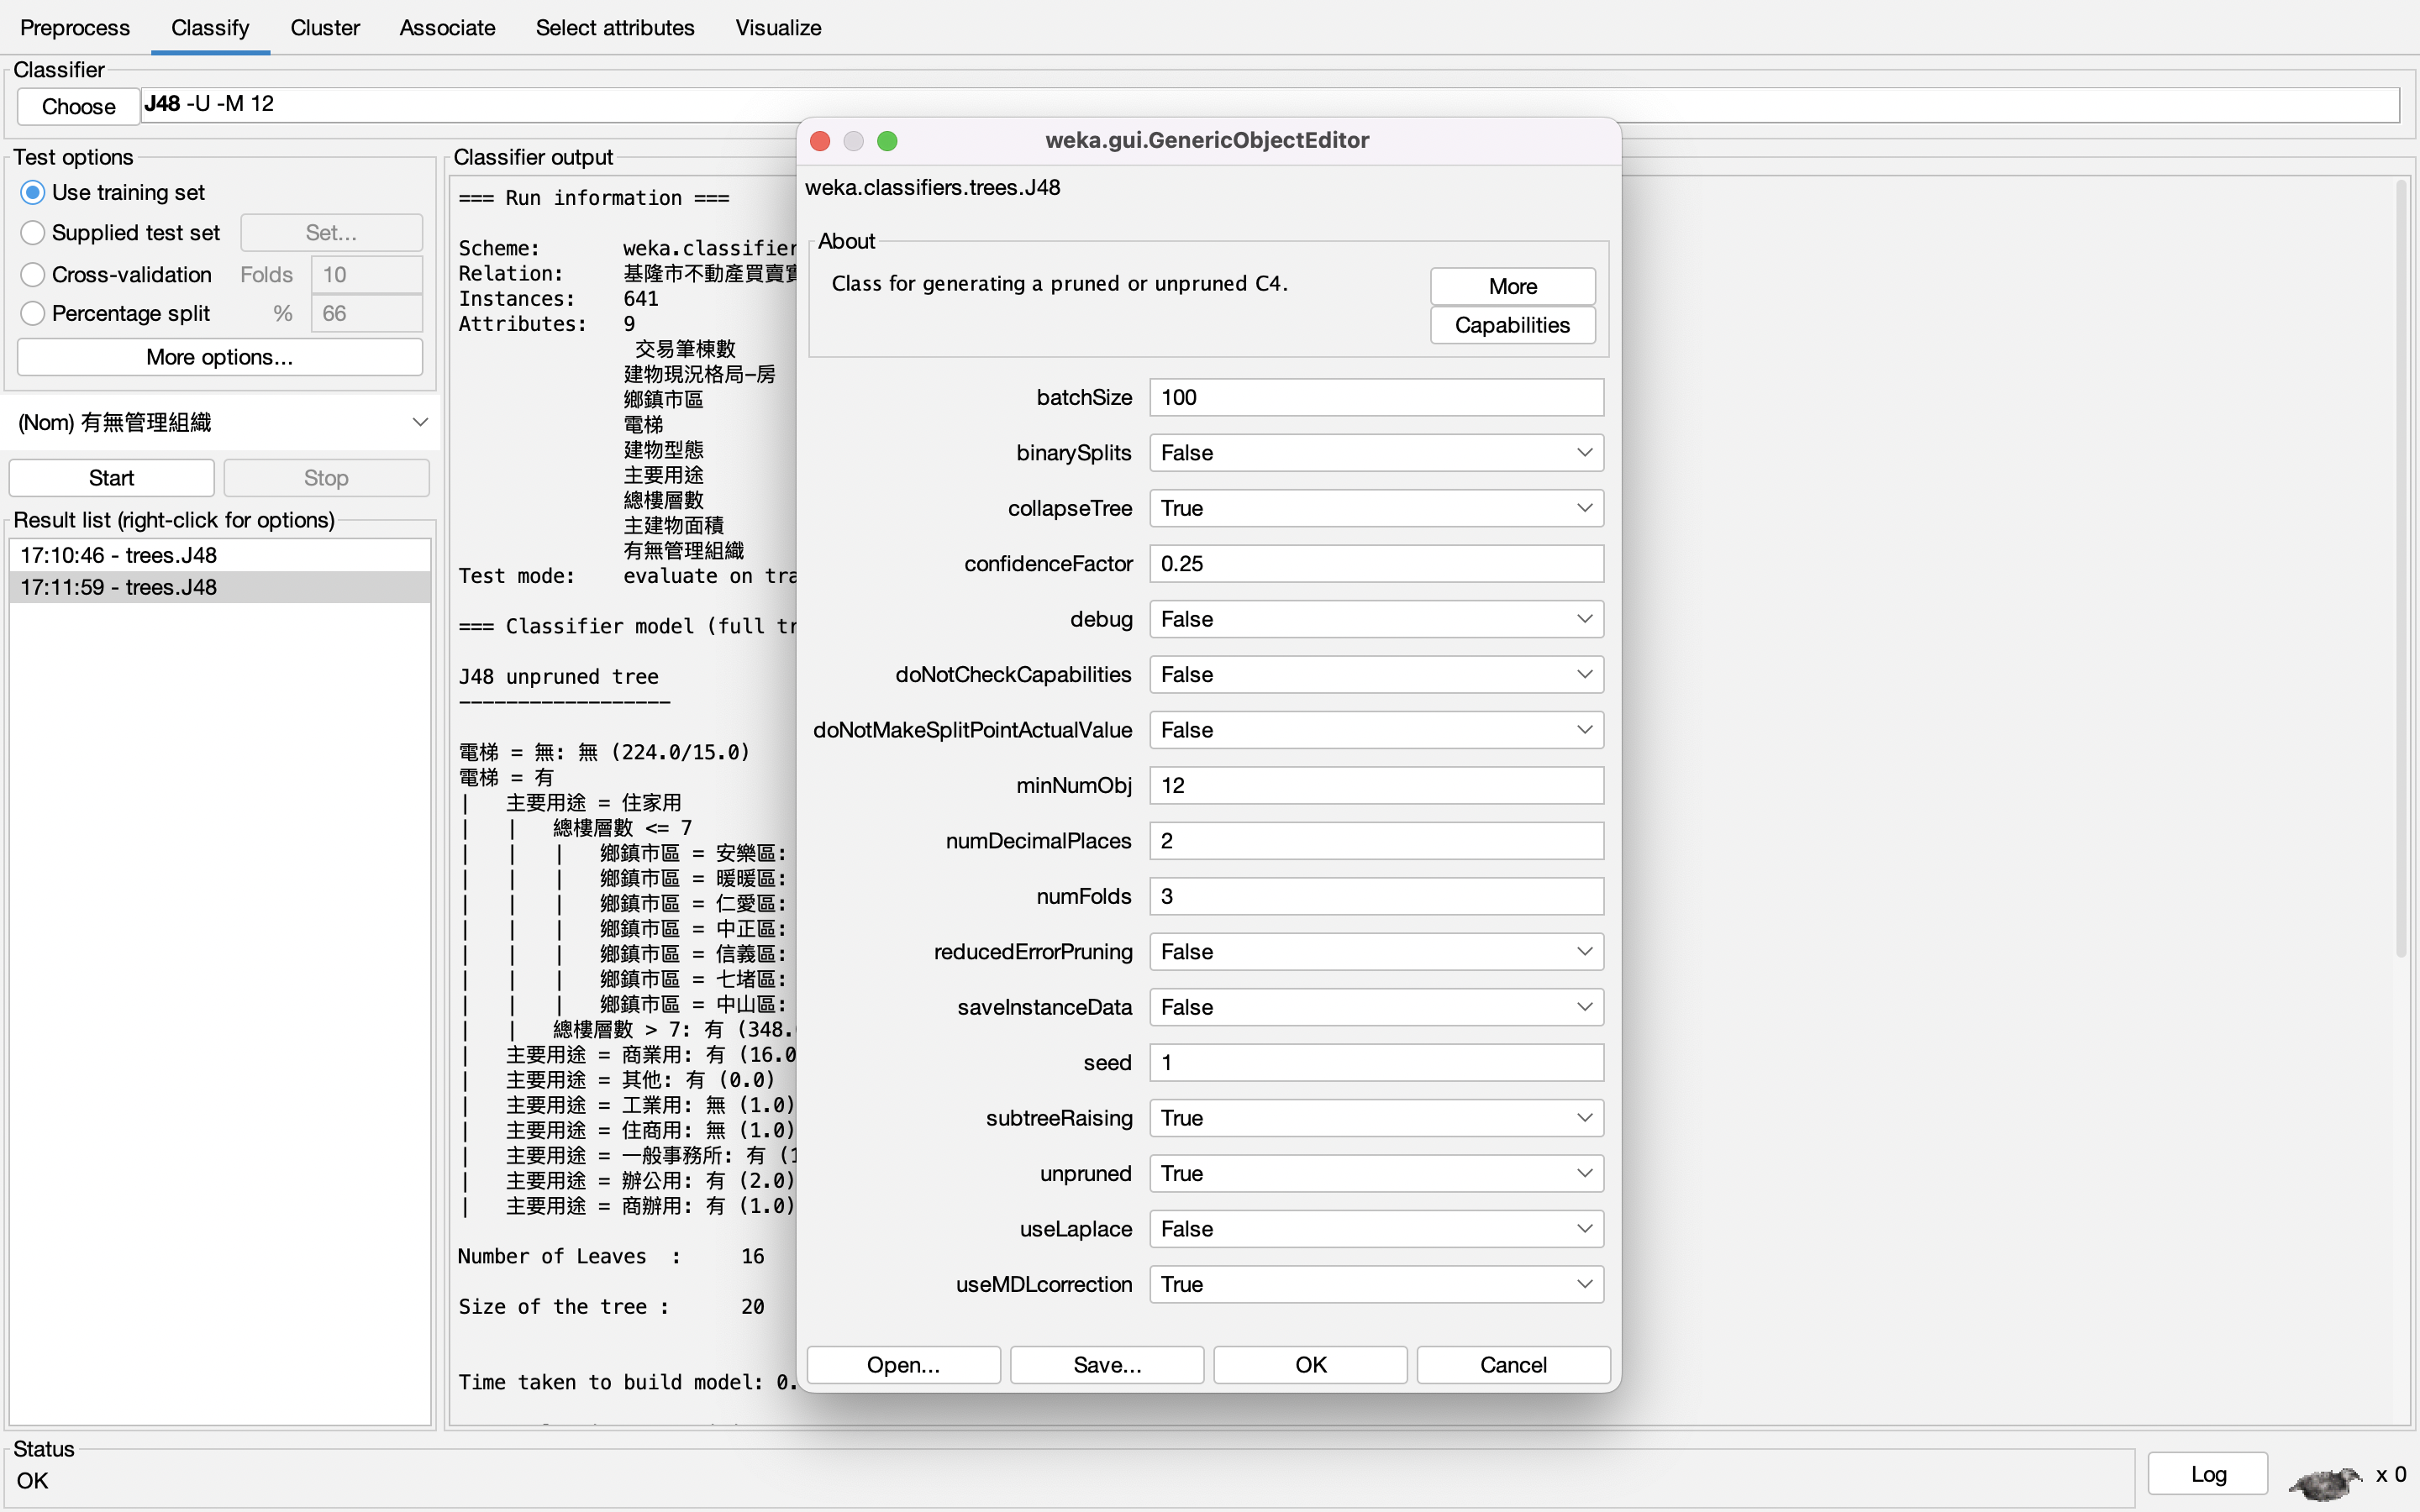 Preprocess Classify Cluster Associate Select attributes Visualize
Classifier
Choose J48 -U -M 12
Test options
Use training set
Supplied test set Set...
Cross-validation Folds 10
Percentage split % 66
More options...
(Nom) 有無管理組織
Start Stop
Result list (right-click for options)
17:10:46 - trees.J48
17:11:59 - trees.J48
Classifier output
=== Run information ===
Scheme: weka.classifier
Relation: 基隆市不動產買賣
Instances: 641
Attributes: 9
交易筆棟數
建物現況格局-房
鄉鎮市區
電梯
建物型態
主要用途
總樓層數
主建物面積
有無管理組織
Test mode: evaluate on tra
=== Classifier model (full tr
J48 unpruned tree
------------------
電梯 = 無: 無 (224.0/15.0)
電梯 = 有
|   主要用途 = 住家用
|   |   總樓層數 <= 7
|   |   |   鄉鎮市區 = 安樂區:
|   |   |   鄉鎮市區 = 暖暖區:
|   |   |   鄉鎮市區 = 仁愛區:
|   |   |   鄉鎮市區 = 中正區:
|   |   |   鄉鎮市區 = 信義區:
|   |   |   鄉鎮市區 = 七堵區:
|   |   |   鄉鎮市區 = 中山區:
|   |   總樓層數 > 7: 有 (348.
|   主要用途 = 商業用: 有 (16.0
|   主要用途 = 其他: 有 (0.0)
|   主要用途 = 工業用: 無 (1.0)
|   主要用途 = 住商用: 無 (1.0)
|   主要用途 = 一般事務所: 有 (1
|   主要用途 = 辦公用: 有 (2.0)
|   主要用途 = 商辦用: 有 (1.0)
Number of Leaves  : 16
Size of the tree : 20
Time taken to build model: 0.
weka.gui.GenericObjectEditor
weka.classifiers.trees.J48
About
Class for generating a pruned or unpruned C4.
More
Capabilities
batchSize 100
binarySplits False
collapseTree True
confidenceFactor 0.25
debug False
doNotCheckCapabilities False
doNotMakeSplitPointActualValue False
minNumObj 12
numDecimalPlaces 2
numFolds 3
reducedErrorPruning False
saveInstanceData False
seed 1
subtreeRaising True
unpruned True
useLaplace False
useMDLcorrection True
Open... Save... OK Cancel
Status
OK
Log x 0